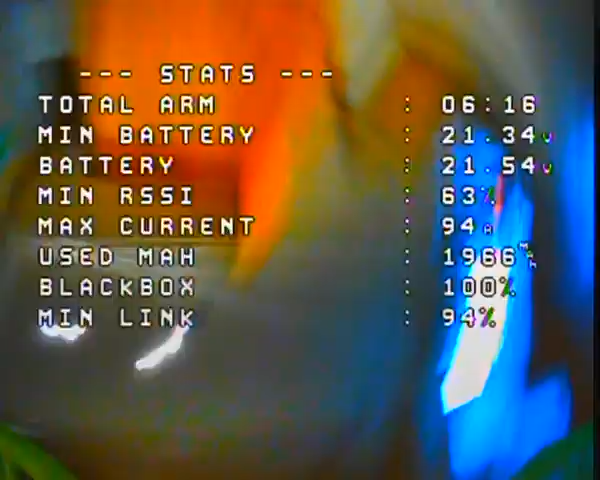 --- STATS ---
TOTAL ARM : 06:16
MIN BATTERY : 21.34V
BATTERY : 21.54V
MIN RSSI : 63%
MAX CURRENT : 94A
USED MAH : 1966mAh
BLACKBOX : 100%
MIN LINK : 94%